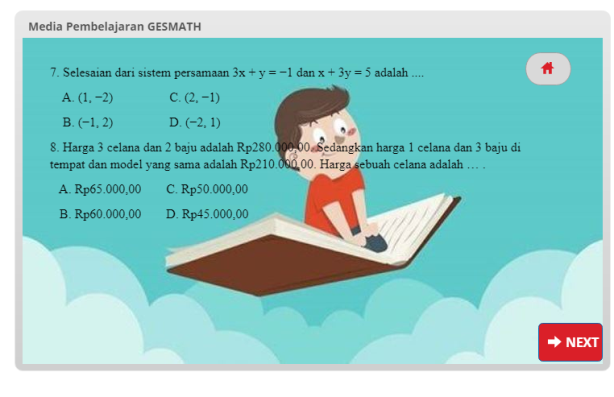 Media Pembelajaran GESMATH
7. Selesaian dari sistem persamaan 3x + y = −1 dan x + 3y = 5 adalah ....
A. (1, −2) C. (2, −1)
B. (−1, 2) D. (−2, 1)
8. Harga 3 celana dan 2 baju adalah Rp280.000,00. Sedangkan harga 1 celana dan 3 baju di
tempat dan model yang sama adalah Rp210.000,00. Harga sebuah celana adalah ... .
A. Rp65.000,00 C. Rp50.000,00
B. Rp60.000,00 D. Rp45.000,00
NEXT